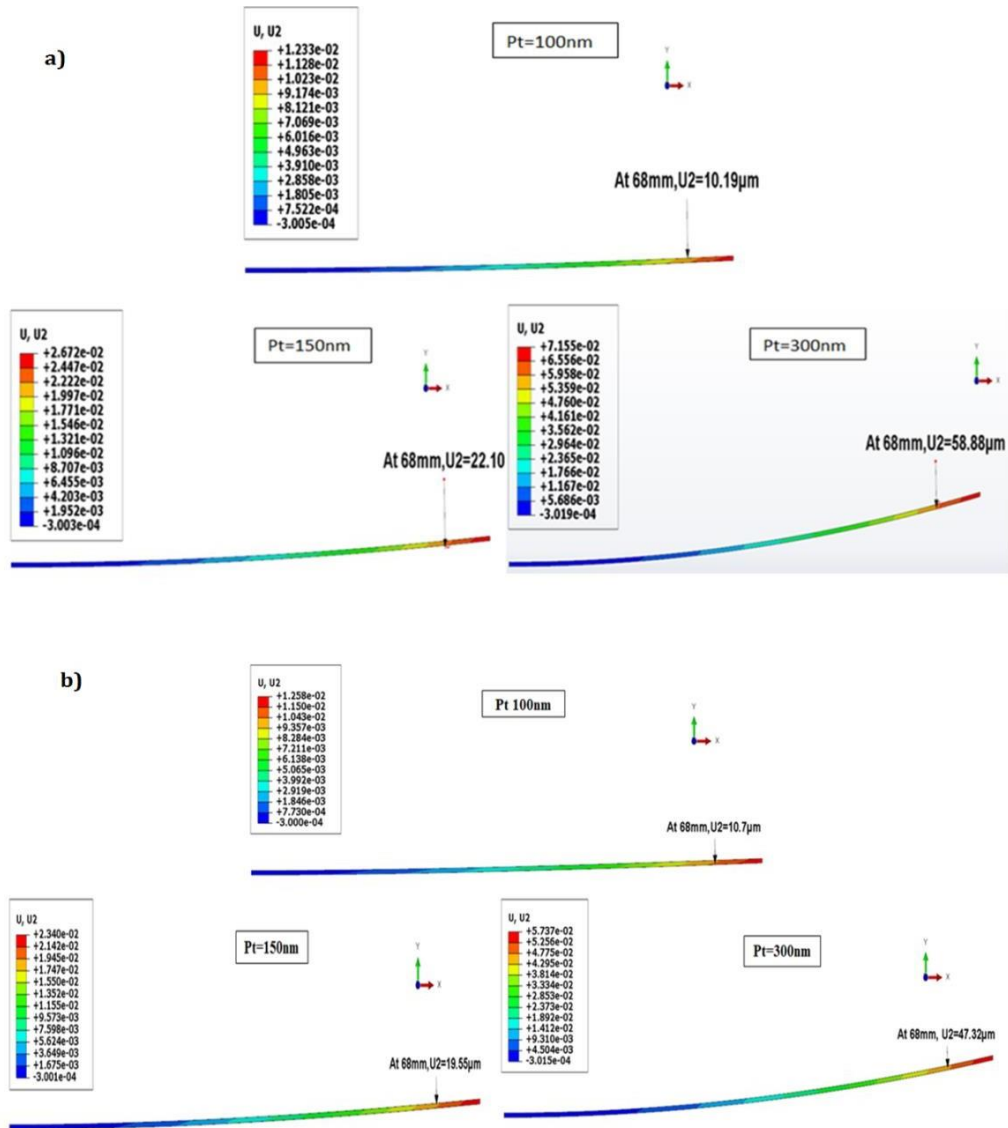 a)
U, U2
+1.233e-02
+1.128e-02
+1.023e-02
+9.174e-03
+8.121e-03
+7.069e-03
+6.016e-03
+4.963e-03
+3.910e-03
+2.858e-03
+1.805e-03
+7.522e-04
-3.005e-04
Pt=100nm
Y
X
At 68mm,U2=10.19µm
U, U2
+2.672e-02
+2.447e-02
+2.222e-02
+1.997e-02
+1.771e-02
+1.546e-02
+1.321e-02
+1.096e-02
+8.707e-03
+6.455e-03
+4.203e-03
+1.952e-03
-3.003e-04
Pt=150nm
Y
X
At 68mm,U2=22.10
U, U2
+7.155e-02
+6.556e-02
+5.958e-02
+5.359e-02
+4.760e-02
+4.161e-02
+3.562e-02
+2.964e-02
+2.365e-02
+1.766e-02
+1.167e-02
+5.686e-03
-3.019e-04
Pt=300nm
Y
X
At 68mm,U2=58.88µm
b)
U, U2
+1.258e-02
+1.150e-02
+1.043e-02
+9.357e-03
+8.284e-03
+7.211e-03
+6.138e-03
+5.065e-03
+3.992e-03
+2.919e-03
+1.846e-03
+7.730e-04
-3.000e-04
Pt 100nm
Y
X
At 68mm,U2=10.7µm
U, U2
+2.340e-02
+2.142e-02
+1.945e-02
+1.747e-02
+1.550e-02
+1.352e-02
+1.155e-02
+9.573e-03
+7.598e-03
+5.624e-03
+3.649e-03
+1.675e-03
-3.001e-04
Pt=150nm
Y
X
At 68mm,U2=19.55µm
U, U2
+5.737e-02
+5.256e-02
+4.775e-02
+4.295e-02
+3.814e-02
+3.334e-02
+2.853e-02
+2.373e-02
+1.892e-02
+1.412e-02
+9.310e-03
+4.504e-03
-3.015e-04
Pt=300nm
Y
X
At 68mm, U2=47.32µm